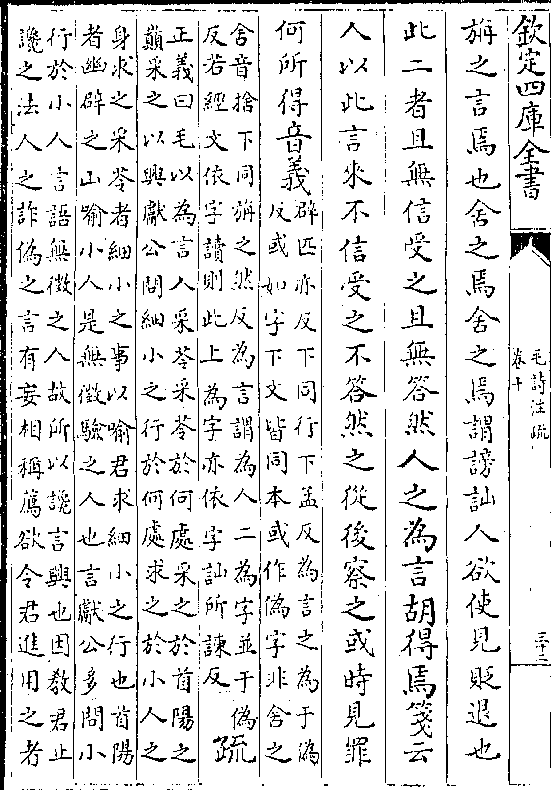 欽定四庫全書
毛詩注疏
卷十
三十二
旃之言焉也舍之焉舍之焉謂謗訕人欲使見貶退也
此二者且無信受之且無答然人之為言胡得焉箋云
人以此言來不信受之不答然之從後察之或時見罪
何所得音義
辟匹亦反下同行下孟反為言之為于偽
反或如字下文皆同本或作偽字非舍之
舍音捨下同旃之然反為言謂為人二為字並于偽
反若經文依字讀則此上為字亦依字訕所諫反
疏
正義曰毛以為言人采苓采苓於何處采之於首陽之
巔采之以興獻公問細小之行於何處求之於小人之
身求之采苓者細小之事以喻君求細小之行也首陽
者幽辟之山喻小人是無徵驗之人也言獻公多問小
行於小人言語無徵之人故所以讒言興也因教君止
讒之法人之詐偽之言有妄相稱薦欲令君進用之者